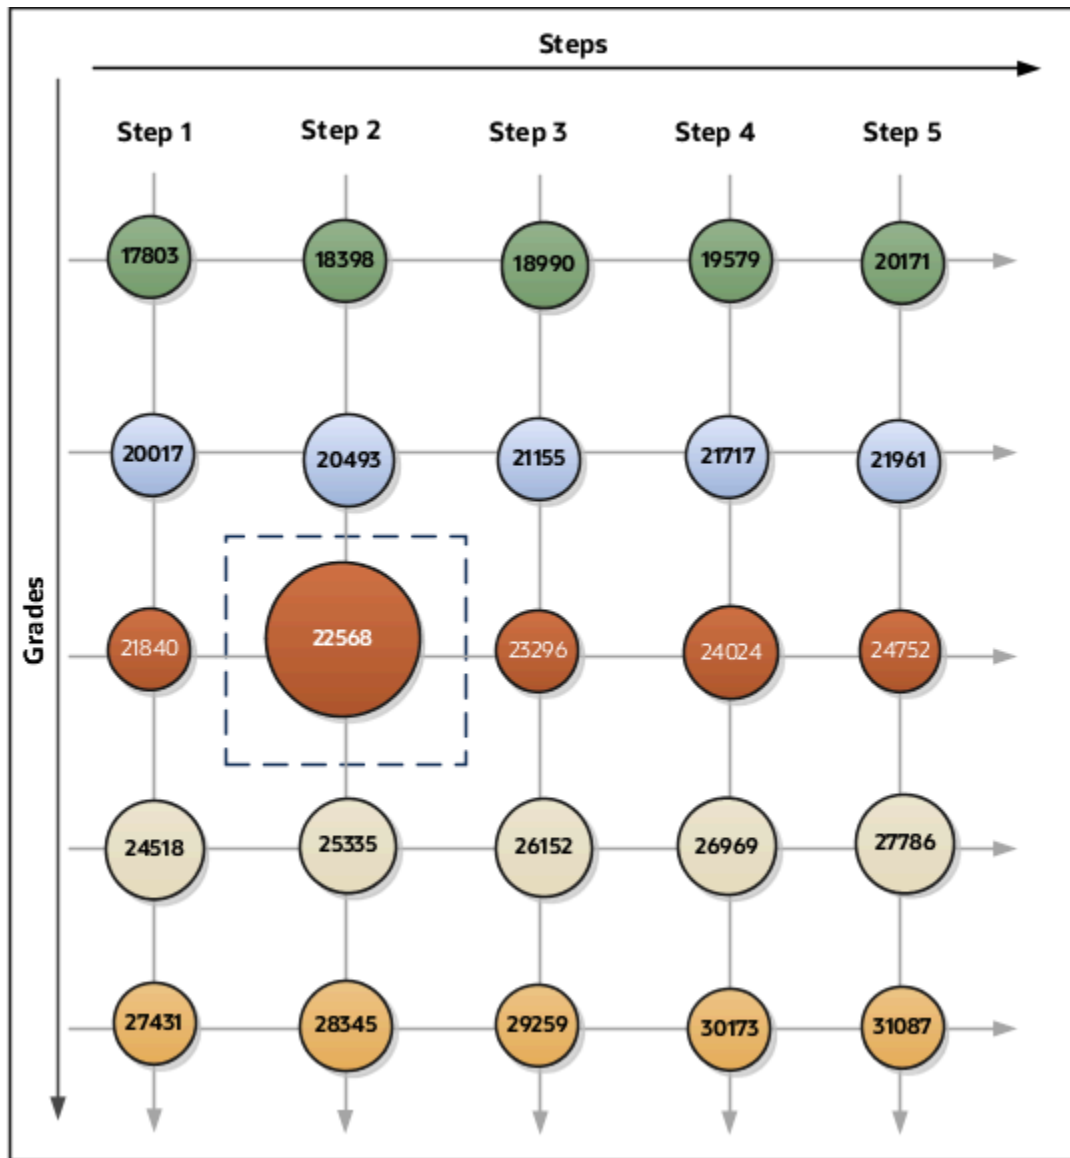 Steps
Step 1 Step 2 Step 3 Step 4 Step 5
17803 18398 18990 19579 20171
20017 20493 21155 21717 21961
Grades
21840 22568 23296 24024 24752
24518 25335 26152 26969 27786
27431 28345 29259 30173 31087